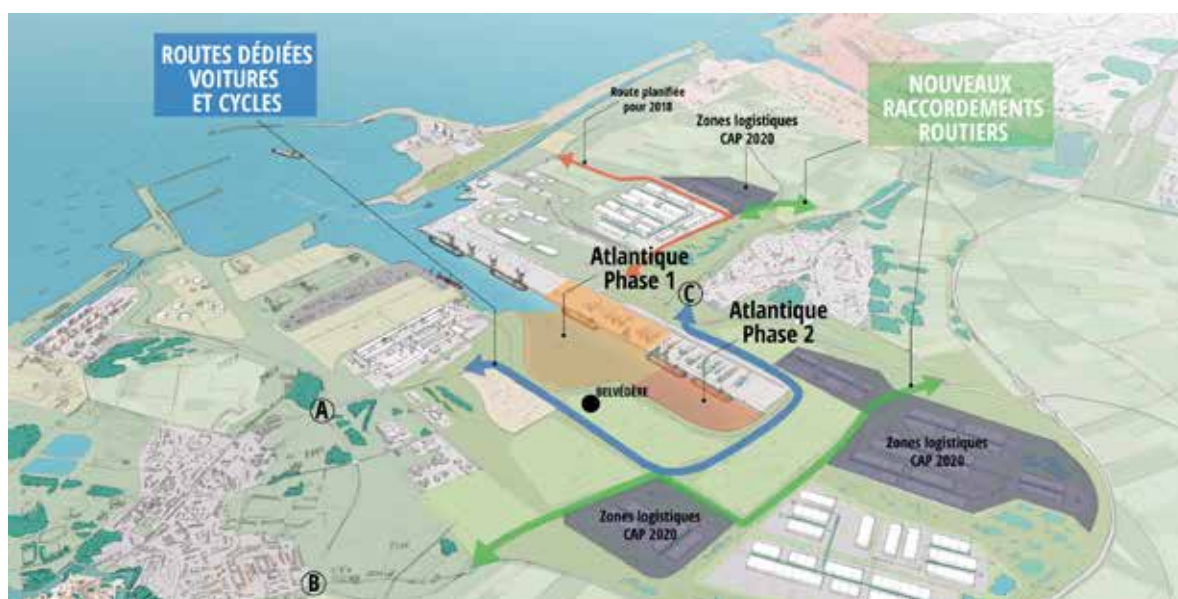 ROUTES DÉDIÉES
VOITURES
ET CYCLES
Route planifiée
pour 2018
Zones logistiques
CAP 2020
NOUVEAUX
RACCORDEMENTS
ROUTIERS
Atlantique
Phase 1
C
Atlantique
Phase 2
BELVÉDÈRE
A
Zones logistiques
CAP 2020
Zones logistiques
CAP 2020
B